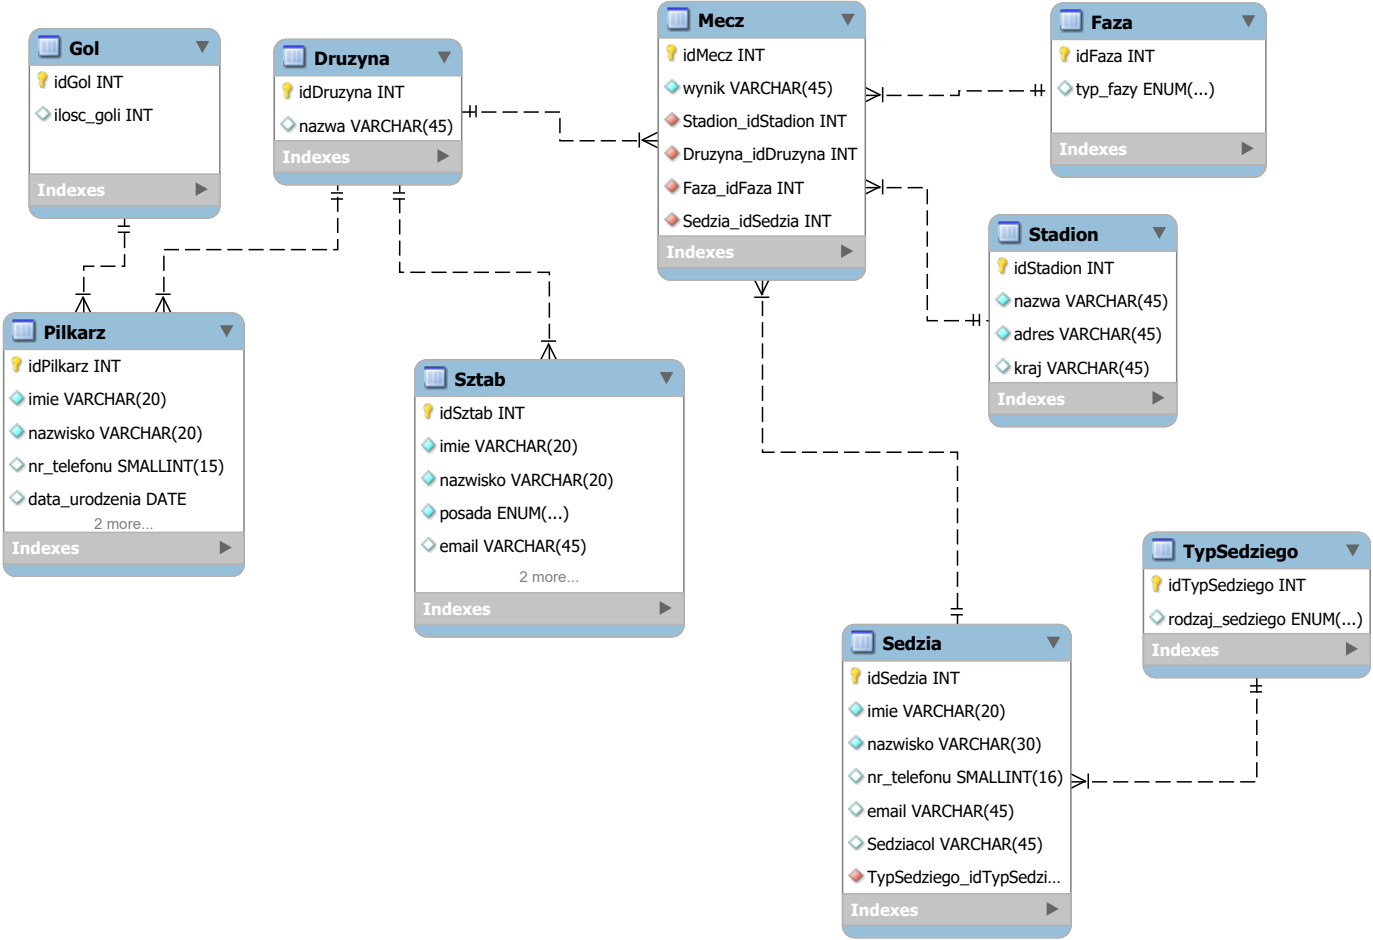 Gol
idGol INT
ilosc_goli INT
Indexes
Druzyna
idDruzyna INT
nazwa VARCHAR(45)
Indexes
Mecz
idMecz INT
wynik VARCHAR(45)
Stadion_idStadion INT
Druzyna_idDruzyna INT
Faza_idFaza INT
Sedzia_idSedzia INT
Indexes
Faza
idFaza INT
typ_fazy ENUM(...)
Indexes
Stadion
idStadion INT
nazwa VARCHAR(45)
adres VARCHAR(45)
kraj VARCHAR(45)
Indexes
Pilkarz
idPilkarz INT
imie VARCHAR(20)
nazwisko VARCHAR(20)
nr_telefonu SMALLINT(15)
data_urodzenia DATE
2 more...
Indexes
Sztab
idSztab INT
imie VARCHAR(20)
nazwisko VARCHAR(20)
posada ENUM(...)
email VARCHAR(45)
2 more...
Indexes
TypSedziego
idTypSedziego INT
rodzaj_sedziego ENUM(...)
Indexes
Sedzia
idSedzia INT
imie VARCHAR(20)
nazwisko VARCHAR(30)
nr_telefonu SMALLINT(16)
email VARCHAR(45)
Sedziacol VARCHAR(45)
TypSedziego_idTypSedzi...
Indexes